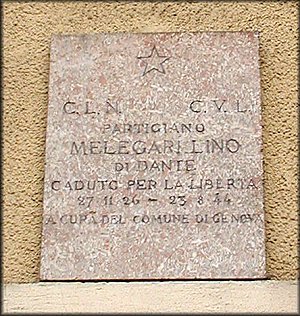 C.L.N. C.V.L.
PARTIGIANO
MELEGARI LINO
DI DANTE
CADUTO PER LA LIBERTA
27 11 26 - 23 8 44
A CURA DEL COMUNE DI GENOVA